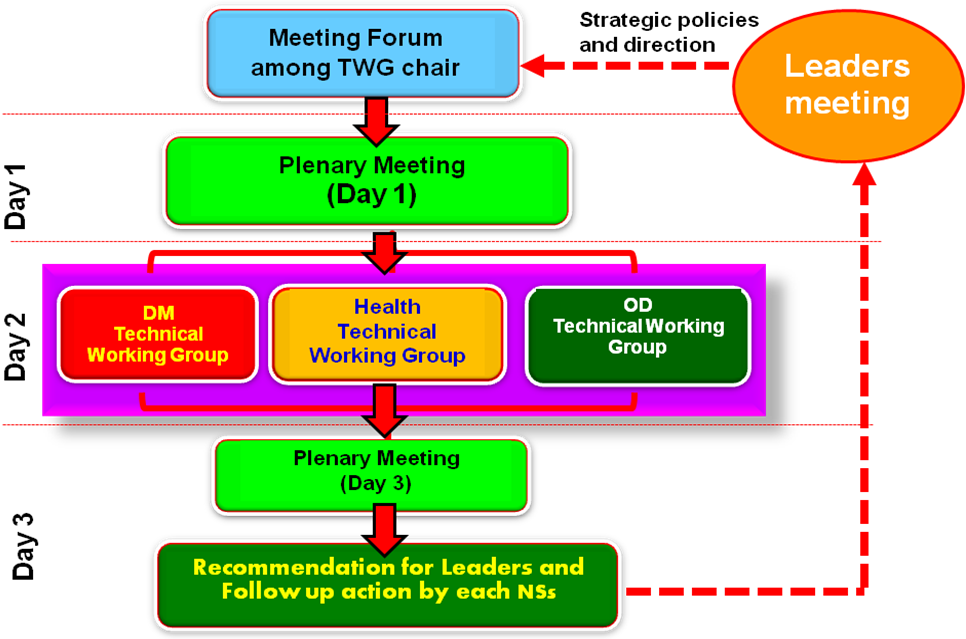 Meeting Forum
among TWG chair
Strategic policies
and direction
Leaders
meeting
Day 1
Plenary Meeting
(Day 1)
Day 2
DM
Technical
Working Group
Health
Technical
Working Group
OD
Technical Working
Group
Day 3
Plenary Meeting
(Day 3)
Recommendation for Leaders and
Follow up action by each NSs